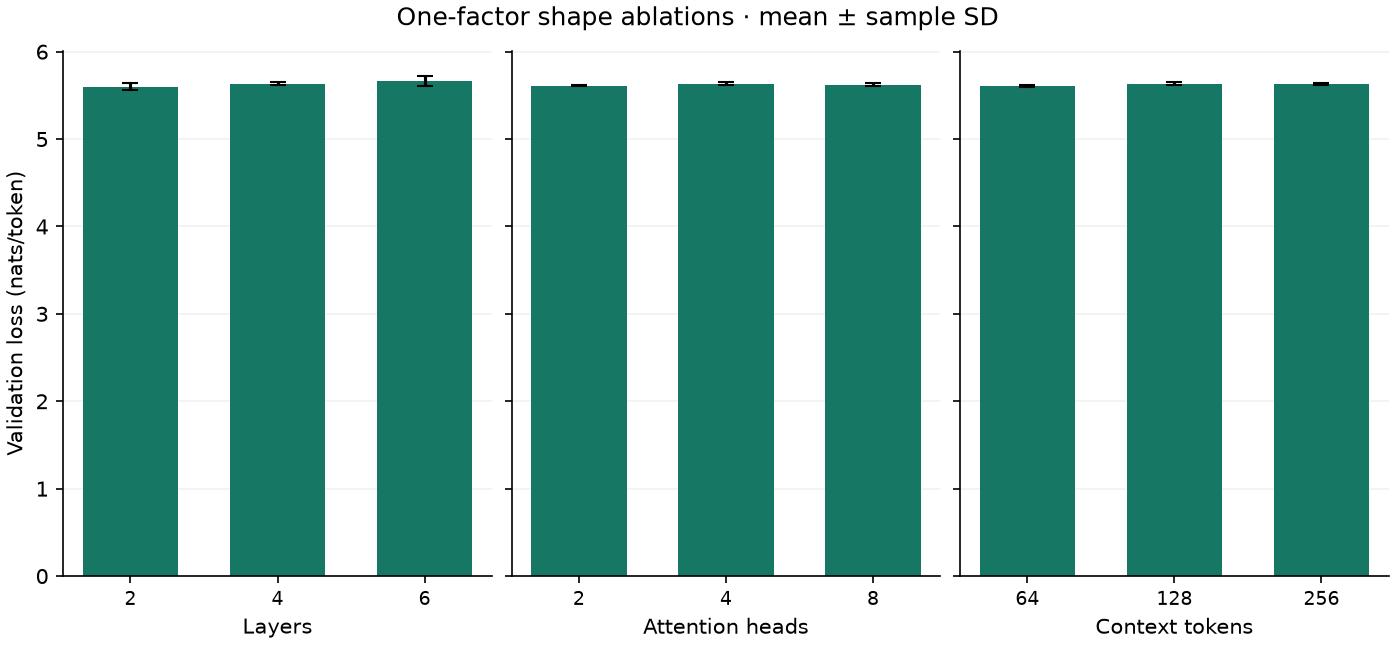 One-factor shape ablations · mean ± sample SD
Validation loss (nats/token)
6
5
4
3
2
1
0
2 4 6
Layers
2 4 8
Attention heads
64 128 256
Context tokens